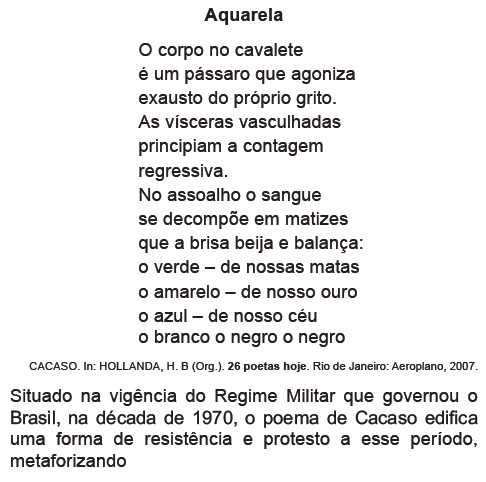 Aquarela
O corpo no cavalete
é um pássaro que agoniza
exausto do próprio grito.
As vísceras vasculhadas
principiam a contagem
regressiva.
No assoalho o sangue
se decompõe em matizes
que a brisa beija e balança:
o verde – de nossas matas
o amarelo – de nosso ouro
o azul – de nosso céu
o branco o negro o negro
CACASO. In: HOLLANDA, H. B (Org.). 26 poetas hoje. Rio de Janeiro: Aeroplano, 2007.
Situado na vigência do Regime Militar que governou o
Brasil, na década de 1970, o poema de Cacaso edifica
uma forma de resistência e protesto a esse período,
metaforizando